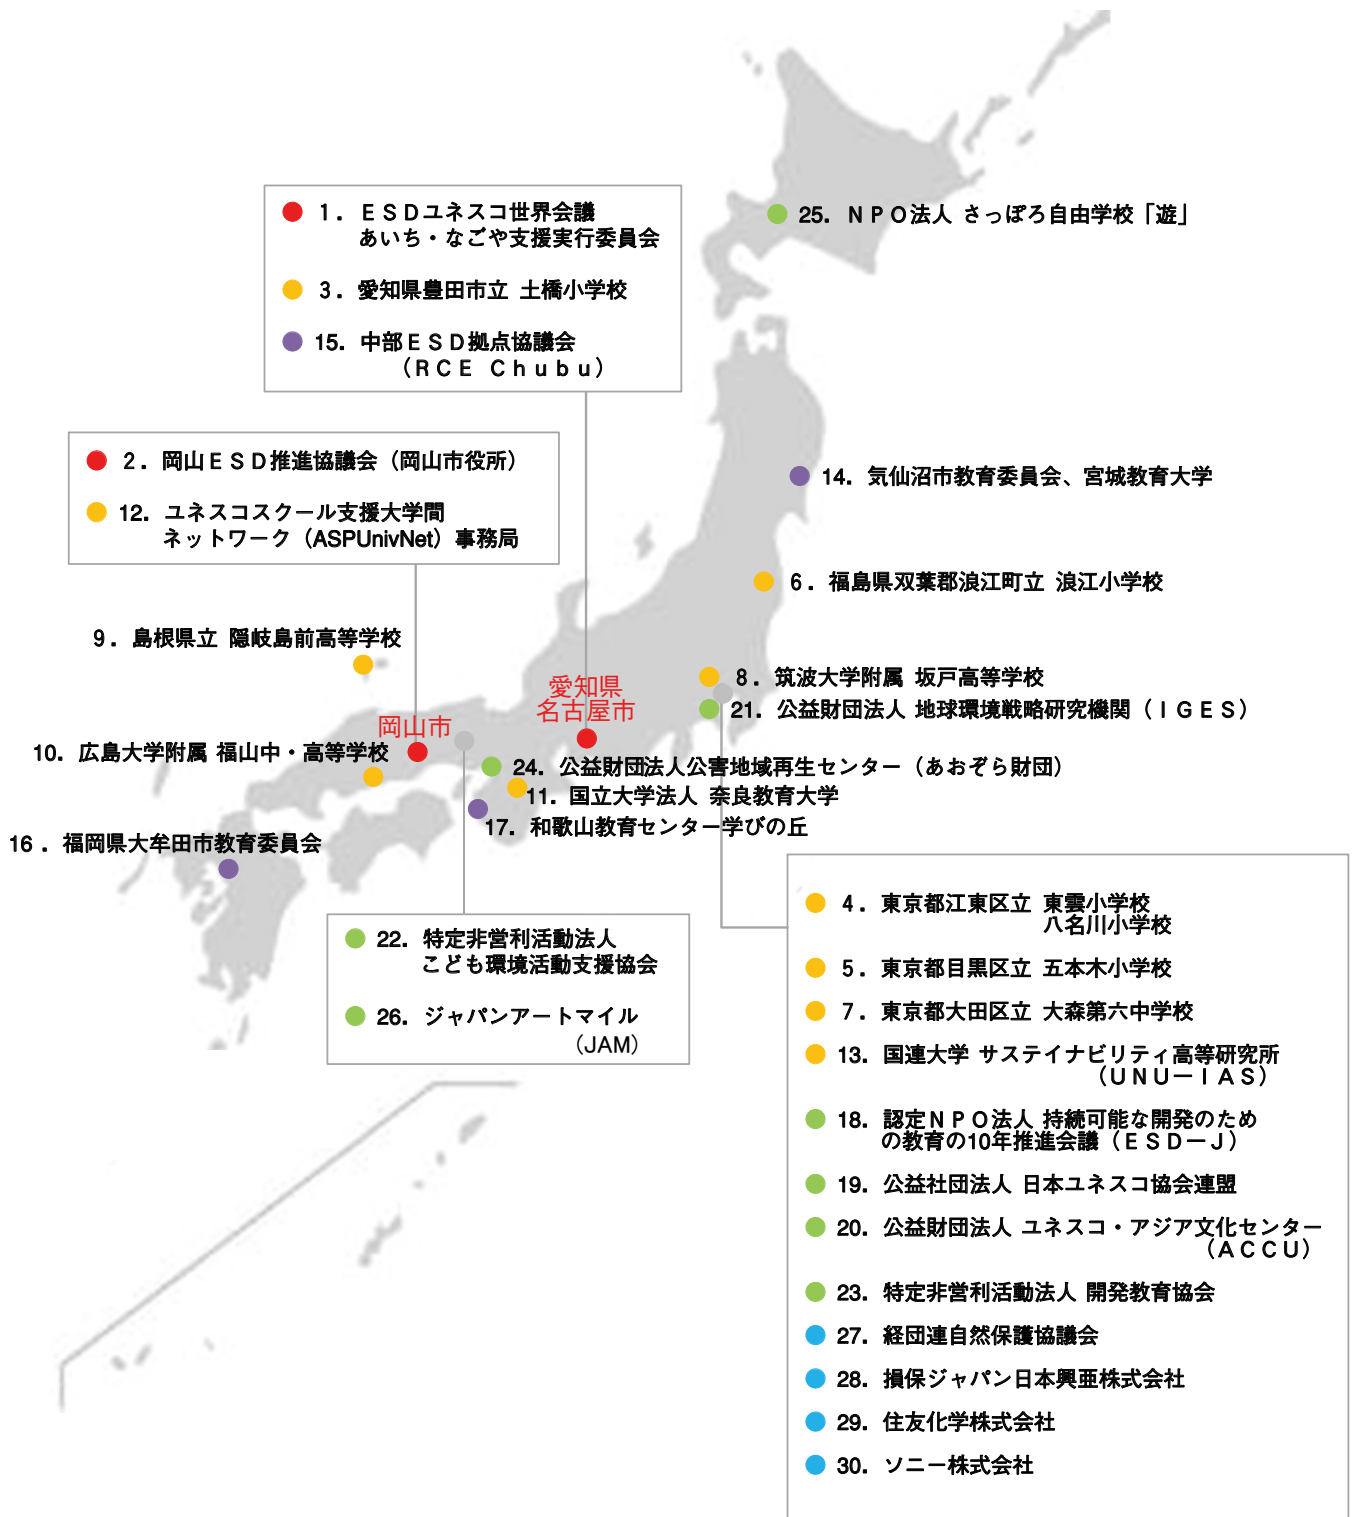 1．ＥＳＤユネスコ世界会議
あいち・なごや支援実行委員会
3．愛知県豊田市立 土橋小学校
15．中部ＥＳＤ拠点協議会
（ＲＣＥ Ｃｈｕｂｕ）
25．ＮＰＯ法人 さっぽろ自由学校「遊」
2．岡山ＥＳＤ推進協議会（岡山市役所）
12．ユネスコスクール支援大学間
ネットワーク（ASPUnivNet）事務局
14．気仙沼市教育委員会、宮城教育大学
6．福島県双葉郡浪江町立 浪江小学校
9．島根県立 隠岐島前高等学校
8．筑波大学附属 坂戸高等学校
愛知県
名古屋市
21．公益財団法人 地球環境戦略研究機関（ＩＧＥＳ）
岡山市
10．広島大学附属 福山中・高等学校
24．公益財団法人公害地域再生センター（あおぞら財団）
11．国立大学法人 奈良教育大学
17．和歌山教育センター学びの丘
16．福岡県大牟田市教育委員会
22．特定非営利活動法人
こども環境活動支援協会
26．ジャパンアートマイル
（JAM）
4．東京都江東区立 東雲小学校
八名川小学校
5．東京都目黒区立 五本木小学校
7．東京都大田区立 大森第六中学校
13．国連大学 サステイナビリティ高等研究所
（ＵＮＵ－ＩＡＳ）
18．認定ＮＰＯ法人 持続可能な開発のため
の教育の10年推進会議（ＥＳＤ－Ｊ）
19．公益社団法人 日本ユネスコ協会連盟
20．公益財団法人 ユネスコ・アジア文化センター
（ＡＣＣＵ）
23．特定非営利活動法人 開発教育協会
27．経団連自然保護協議会
28．損保ジャパン日本興亜株式会社
29．住友化学株式会社
30．ソニー株式会社